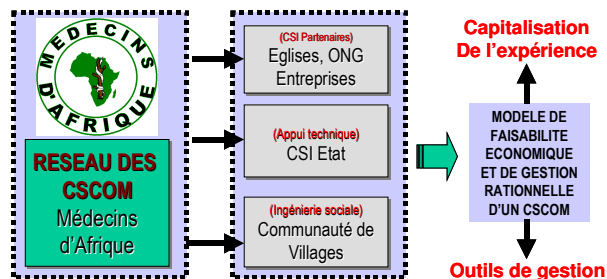 MEDECINS
D'AFRIQUE
RESEAU DES
CSCOM
Médecins
d'Afrique
(CSI Partenaires)
Eglises, ONG
Entreprises
(Appui technique)
CSI Etat
(Ingénierie sociale)
Communauté de
Villages
Capitalisation
De l'expérience
MODELE DE
FAISABILITE
ECONOMIQUE
ET DE GESTION
RATIONNELLE
D'UN CSCOM
Outils de gestion